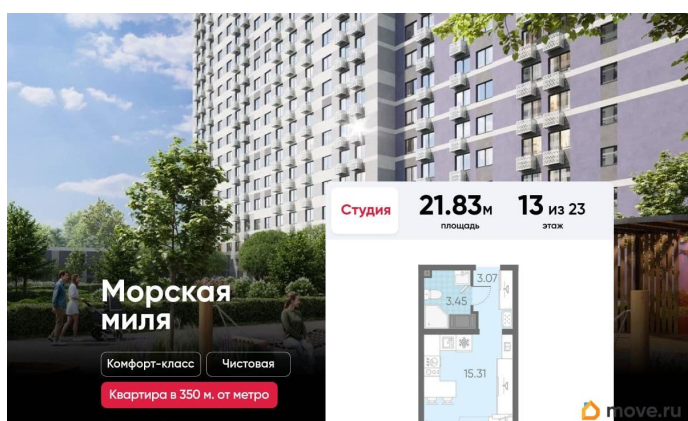 Студия
21.83м
площадь
13 из 23
этаж
3.07
3.45
15.31
Морская
миля
Комфорт-класс
Чистовая
Квартира в 350 м. от метро
move.ru